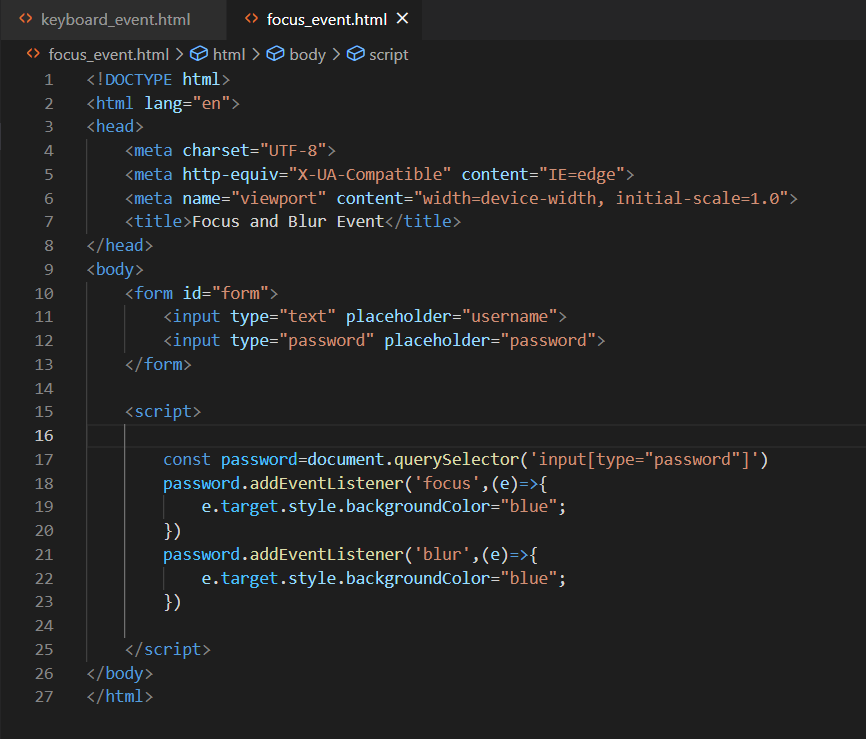 keyboard_event.html focus_event.html
focus_event.html > html > body > script
1 <!DOCTYPE html>
2 <html lang="en">
3 <head>
4     <meta charset="UTF-8">
5     <meta http-equiv="X-UA-Compatible" content="IE=edge">
6     <meta name="viewport" content="width=device-width, initial-scale=1.0">
7     <title>Focus and Blur Event</title>
8 </head>
9 <body>
10     <form id="form">
11         <input type="text" placeholder="username">
12         <input type="password" placeholder="password">
13     </form>
14
15     <script>
16
17         const password=document.querySelector('input[type="password"]')
18         password.addEventListener('focus',(e)=>{
19             e.target.style.backgroundColor="blue";
20         })
21         password.addEventListener('blur',(e)=>{
22             e.target.style.backgroundColor="blue";
23         })
24
25     </script>
26 </body>
27 </html>